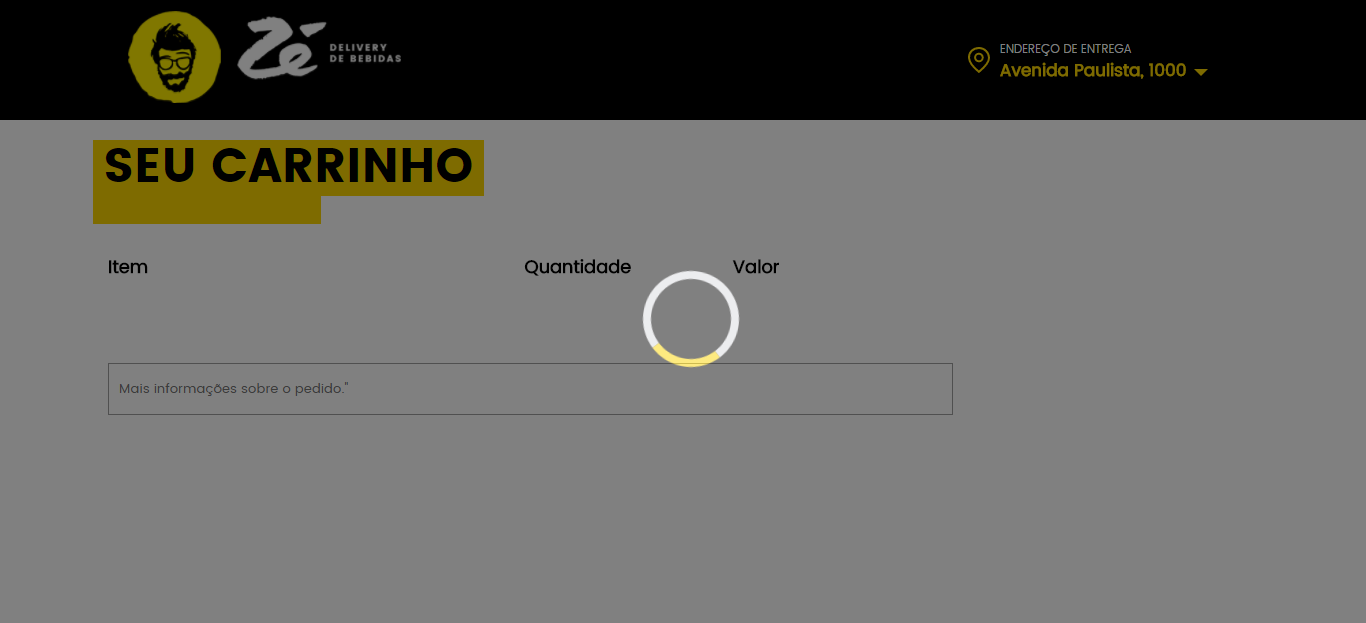 Zé DELIVERY
DE BEBIDAS
ENDEREÇO DE ENTREGA
Avenida Paulista, 1000
SEU CARRINHO
Item Quantidade Valor
Mais informações sobre o pedido."